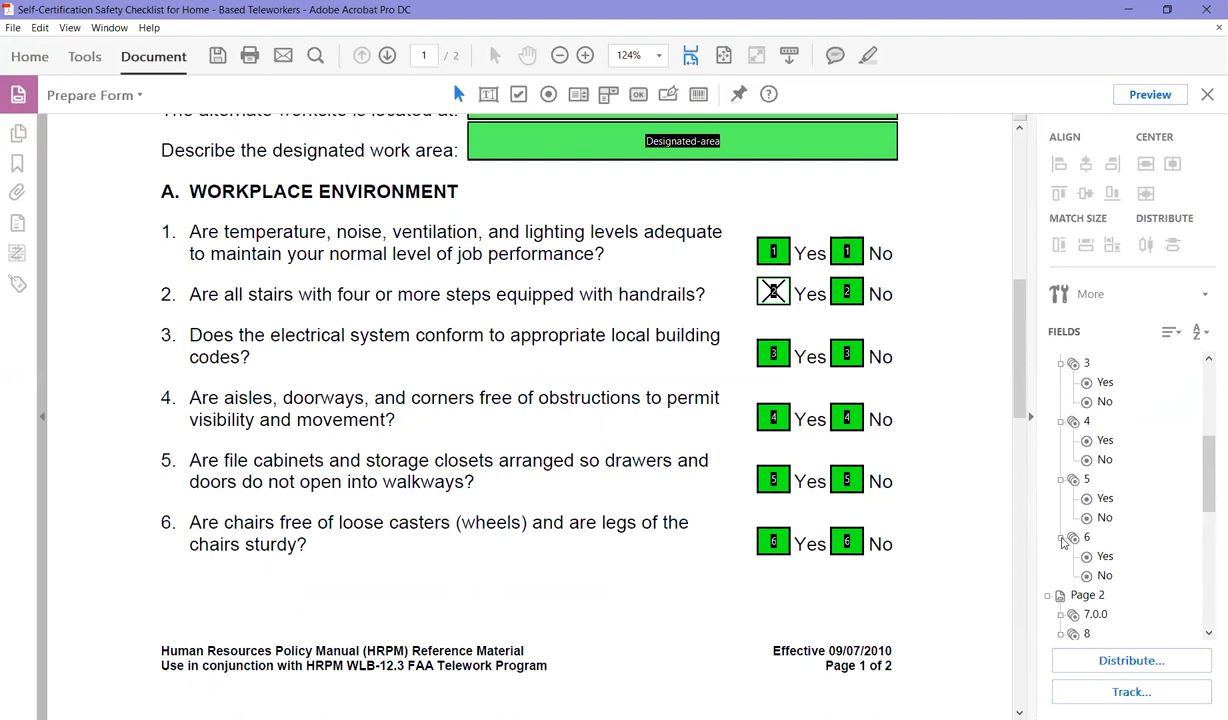 Self-Certification Safety Checklist for Home - Based Teleworkers - Adobe Acrobat Pro DC
File Edit View Window Help
Home Tools Document 1 / 2 124%
Prepare Form Preview
Designated-area
Describe the designated work area:
A. WORKPLACE ENVIRONMENT
1. Are temperature, noise, ventilation, and lighting levels adequate
to maintain your normal level of job performance?
1 Yes 1 No
2. Are all stairs with four or more steps equipped with handrails?
Yes 2 No
3. Does the electrical system conform to appropriate local building
codes?
3 Yes 3 No
4. Are aisles, doorways, and corners free of obstructions to permit
visibility and movement?
4 Yes 4 No
5. Are file cabinets and storage closets arranged so drawers and
doors do not open into walkways?
5 Yes 5 No
6. Are chairs free of loose casters (wheels) and are legs of the
chairs sturdy?
6 Yes 6 No
Human Resources Policy Manual (HRPM) Reference Material
Use in conjunction with HRPM WLB-12.3 FAA Telework Program
Effective 09/07/2010
Page 1 of 2
ALIGN CENTER
MATCH SIZE DISTRIBUTE
More
FIELDS
3
Yes
No
4
Yes
No
5
Yes
No
6
Yes
No
Page 2
7.0.0
8
Distribute...
Track...